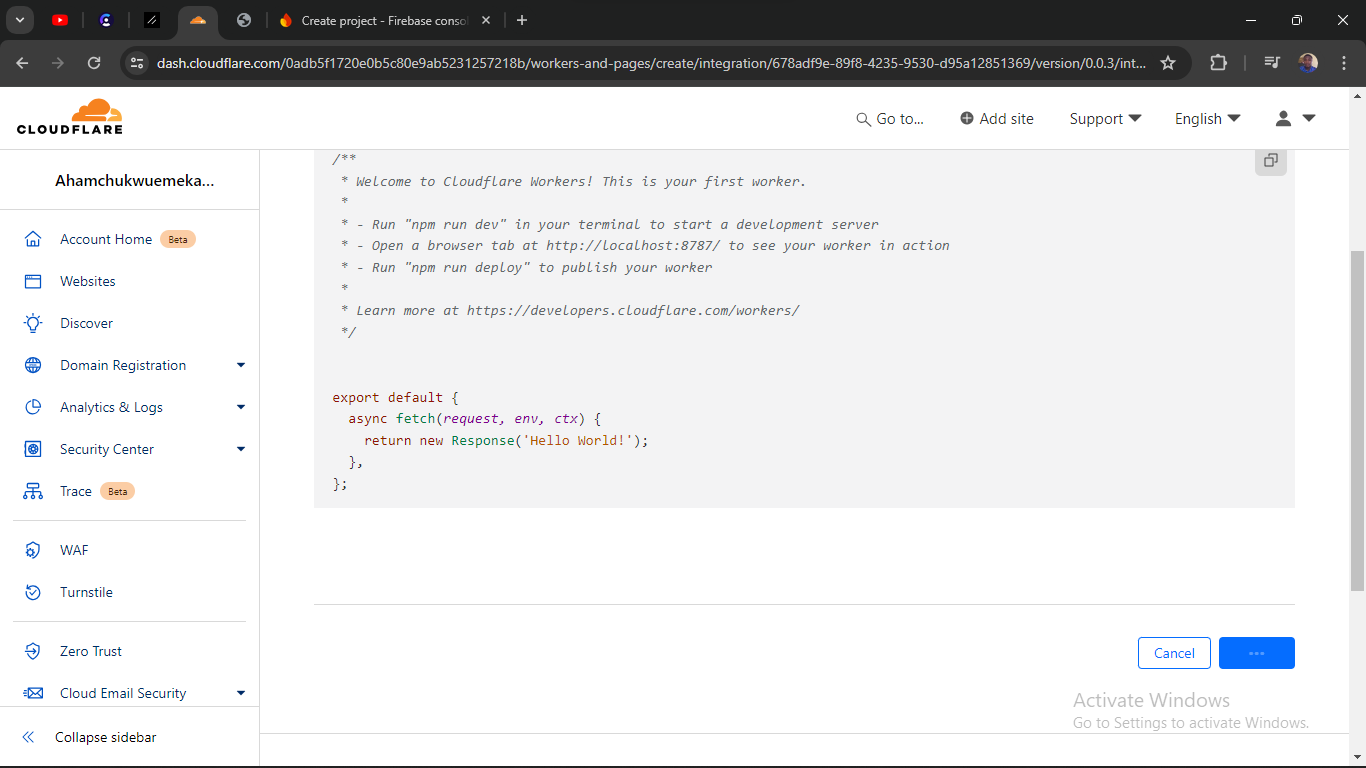 Create project - Firebase consol
dash.cloudflare.com/0adb5f1720e0b5c80e9ab5231257218b/workers-and-pages/create/integration/678adf9e-89f8-4235-9530-d95a12851369/version/0.0.3/int...
CLOUDFLARE
Go to...
Add site
Support
English
Ahamchukwuemeka...
Account Home Beta
Websites
Discover
Domain Registration
Analytics & Logs
Security Center
Trace Beta
WAF
Turnstile
Zero Trust
Cloud Email Security
Collapse sidebar
/**
* Welcome to Cloudflare Workers! This is your first worker.
*
* - Run "npm run dev" in your terminal to start a development server
* - Open a browser tab at http://localhost:8787/ to see your worker in action
* - Run "npm run deploy" to publish your worker
*
* Learn more at https://developers.cloudflare.com/workers/
*/
export default {
async fetch(request, env, ctx) {
return new Response('Hello World!');
},
};
Cancel
Activate Windows
Go to Settings to activate Windows.